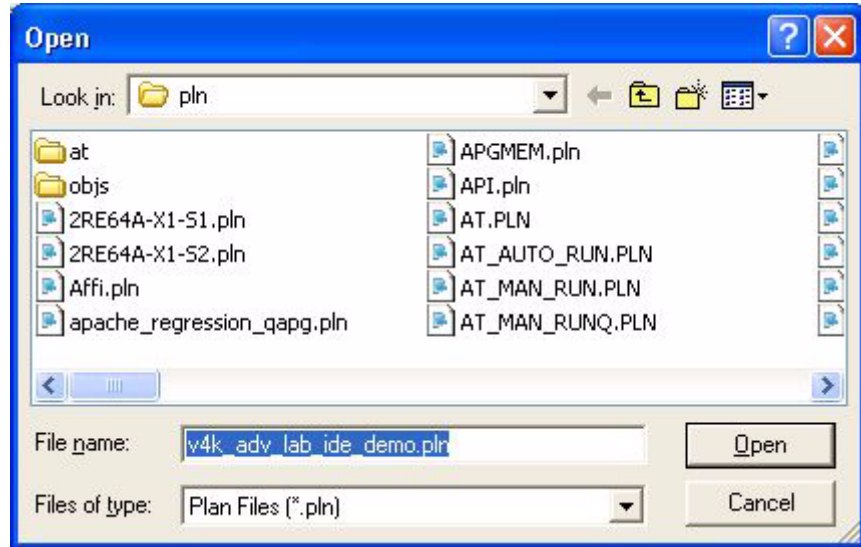 Open
Look in: pln
at
objs
2RE64A-X1-S1.pln
2RE64A-X1-S2.pln
Affi.pln
apache_regression_qapg.pln
APGMEM.pln
API.pln
AT.PLN
AT_AUTO_RUN.PLN
AT_MAN_RUN.PLN
AT_MAN_RUNQ.PLN
File name: v4k_adv_lab_ide_demo.pln Open
Files of type: Plan Files (*.pln) Cancel